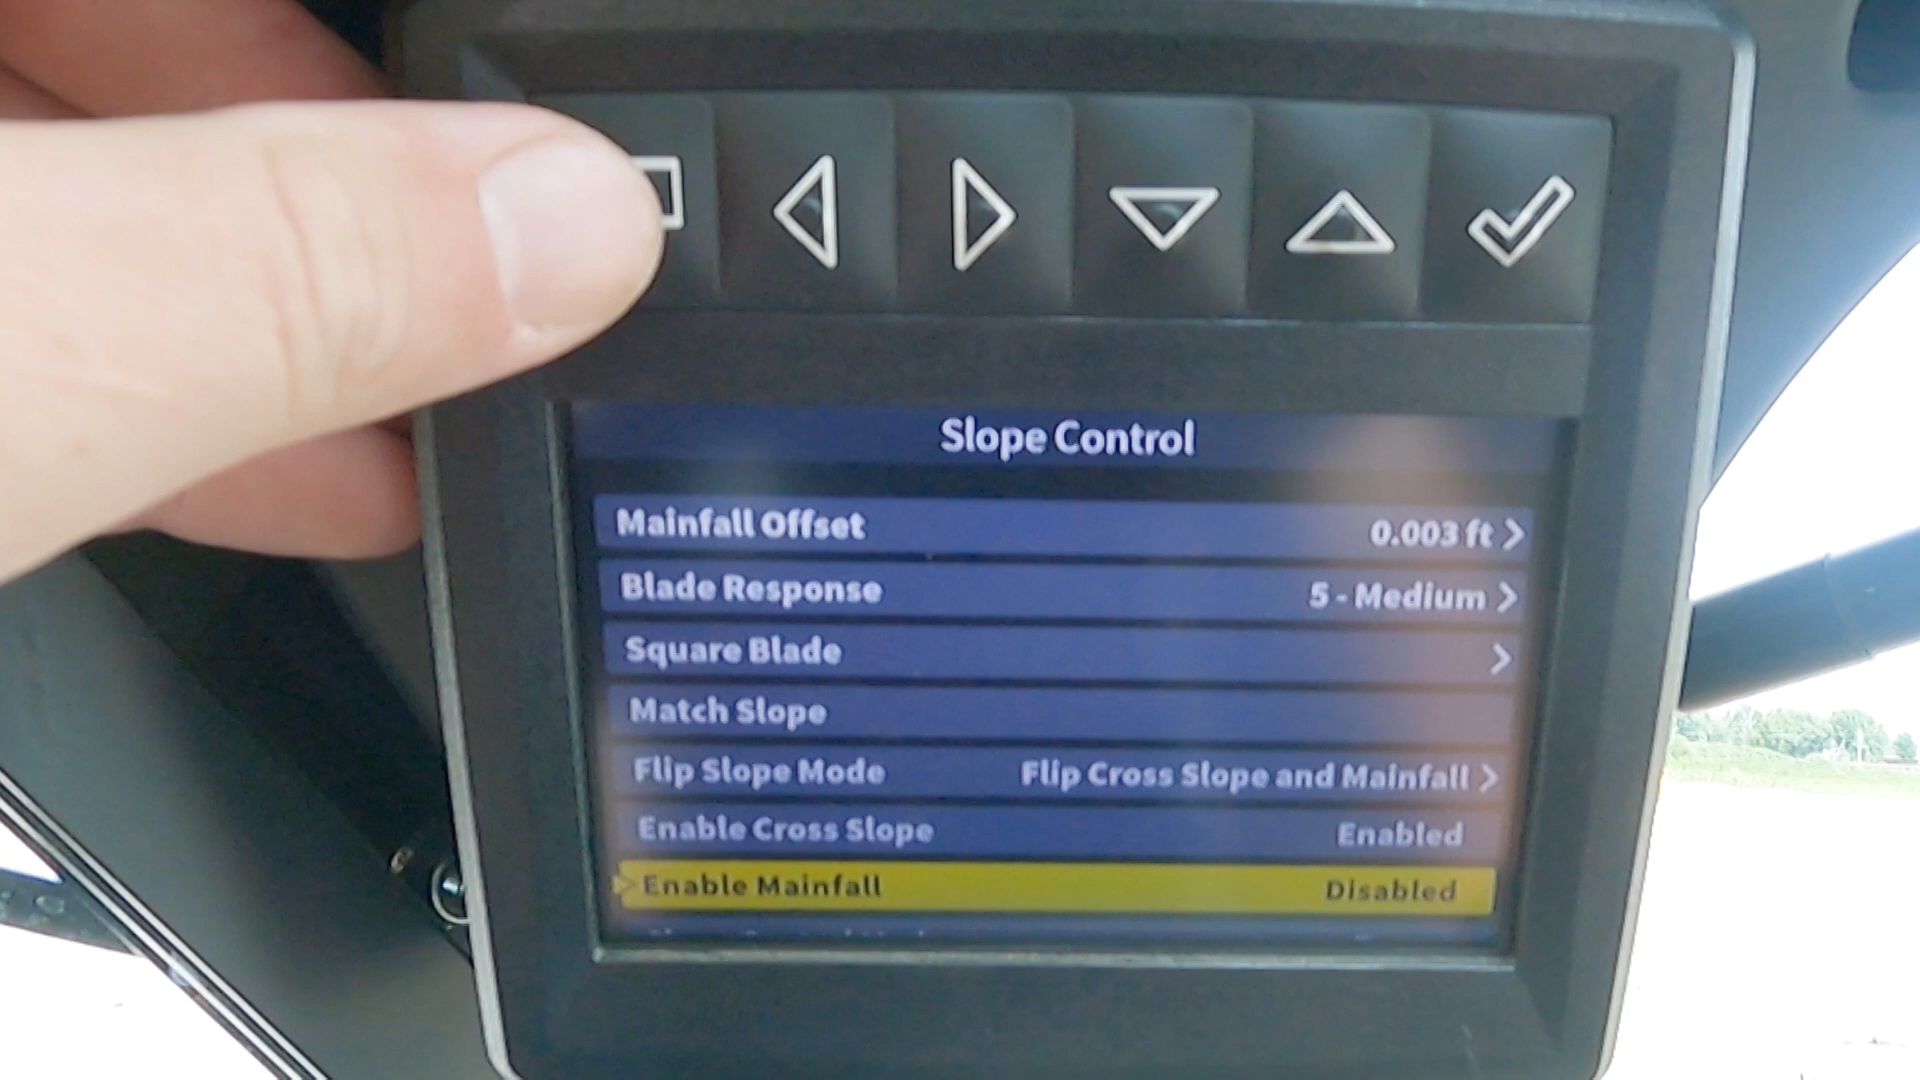 Slope Control
Mainfall Offset 0.003 ft
Blade Response 5 - Medium
Square Blade
Match Slope
Flip Slope Mode Flip Cross Slope and Mainfall
Enable Cross Slope Enabled
Enable Mainfall Disabled